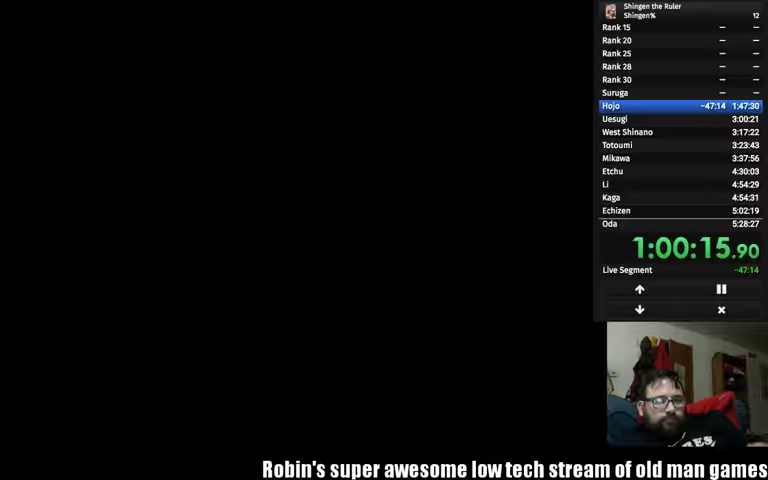 Shingen the Ruler
Shingen% 12
Rank 15 — —
Rank 20 — —
Rank 25 — —
Rank 28 — —
Rank 30 — —
Suruga — —
Hojo −47:14 1:47:30
Uesugi 3:00:21
West Shinano 3:17:22
Totoumi 3:23:43
Mikawa 3:37:56
Etchu 4:30:03
Li 4:54:29
Kaga 4:54:31
Echizen 5:02:19
Oda 5:28:27
1:00:15.90
Live Segment −47:14
Robin's super awesome low tech stream of old man games